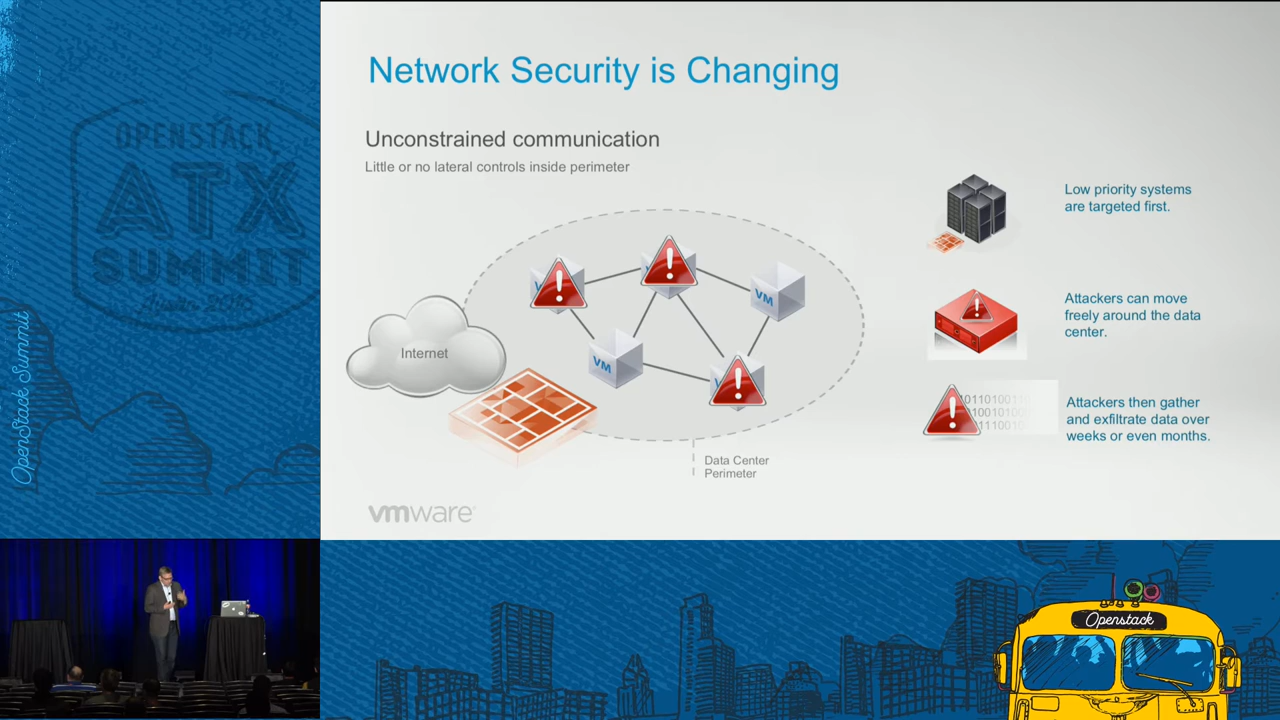 OPENSTACK
ATX
SUMMIT
OpenStack Summit
Network Security is Changing
Unconstrained communication
Little or no lateral controls inside perimeter
Internet
VM
VM
Data Center
Perimeter
Low priority systems
are targeted first.
Attackers can move
freely around the data
center.
Attackers then gather
and exfiltrate data over
weeks or even months.
vmware
Openstack